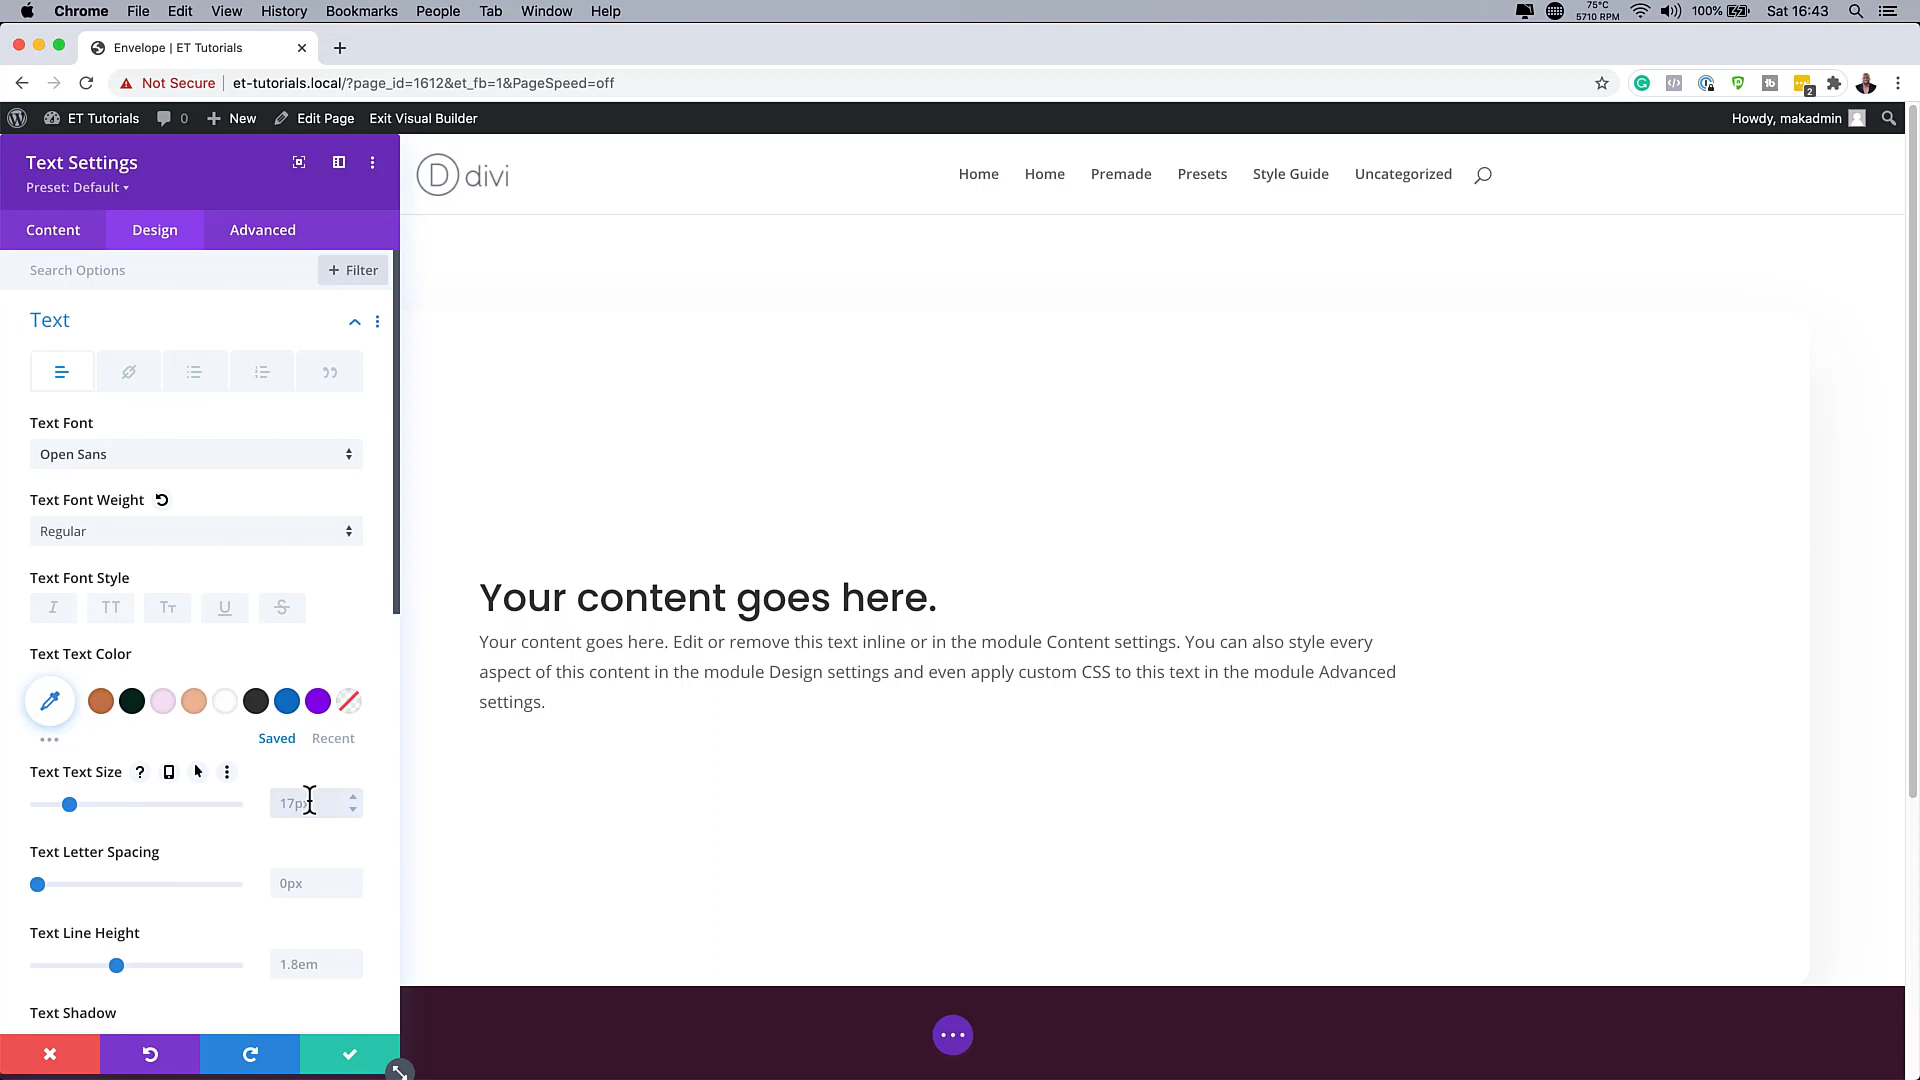 Chrome File Edit View History Bookmarks People Tab Window Help
75°C
5710 RPM
100%
Sat 16:43
Envelope | ET Tutorials
Not Secure
et-tutorials.local/?page_id=1612&et_fb=1&PageSpeed=off
2
ET Tutorials
0
New
Edit Page
Exit Visual Builder
Howdy, makadmin
Text Settings
Preset: Default
Content
Design
Advanced
Search Options
+ Filter
Text
Text Font
Open Sans
Text Font Weight
Regular
Text Font Style
I TT Tт U S
Text Text Color
Saved
Recent
Text Text Size
?
17px
Text Letter Spacing
0px
Text Line Height
1.8em
Text Shadow
D divi
Home
Home
Premade
Presets
Style Guide
Uncategorized
Your content goes here.
Your content goes here. Edit or remove this text inline or in the module Content settings. You can also style every
aspect of this content in the module Design settings and even apply custom CSS to this text in the module Advanced
settings.